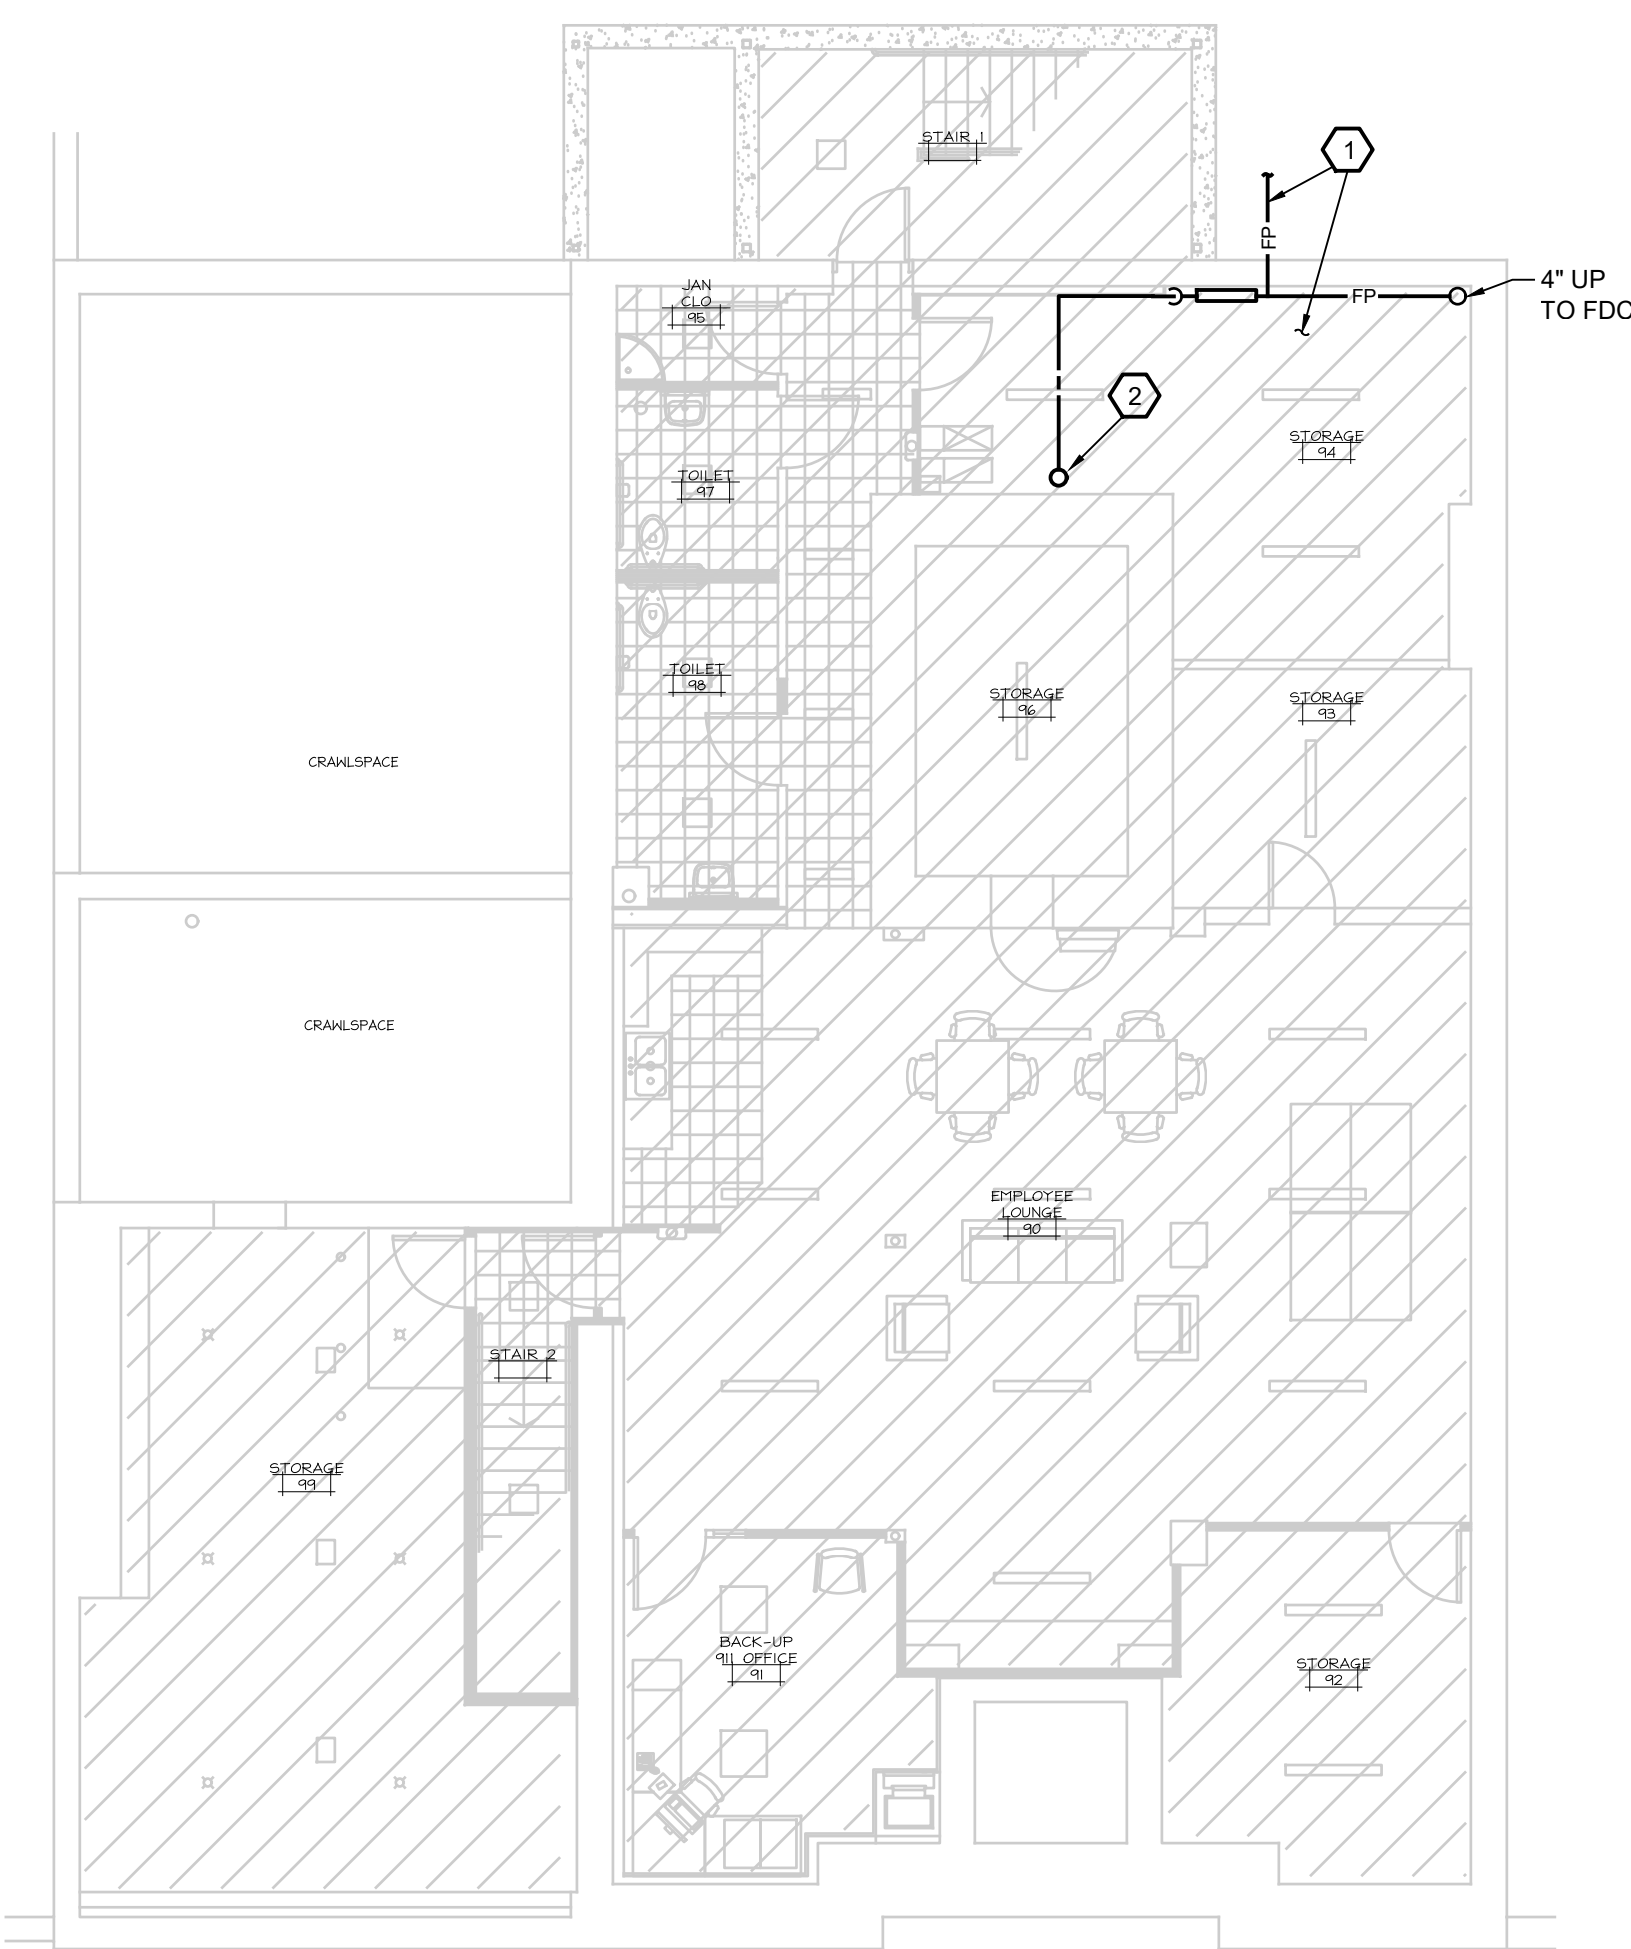 STAIR 1
1
FP
FP
4" UP
TO FDC
JAN
CLO
95
2
STORAGE
94
TOILET
97
TOILET
98
STORAGE
96
STORAGE
93
CRAWLSPACE
CRAWLSPACE
EMPLOYEE
LOUNGE
90
STAIR 2
STORAGE
99
BACK-UP
911 OFFICE
91
STORAGE
92